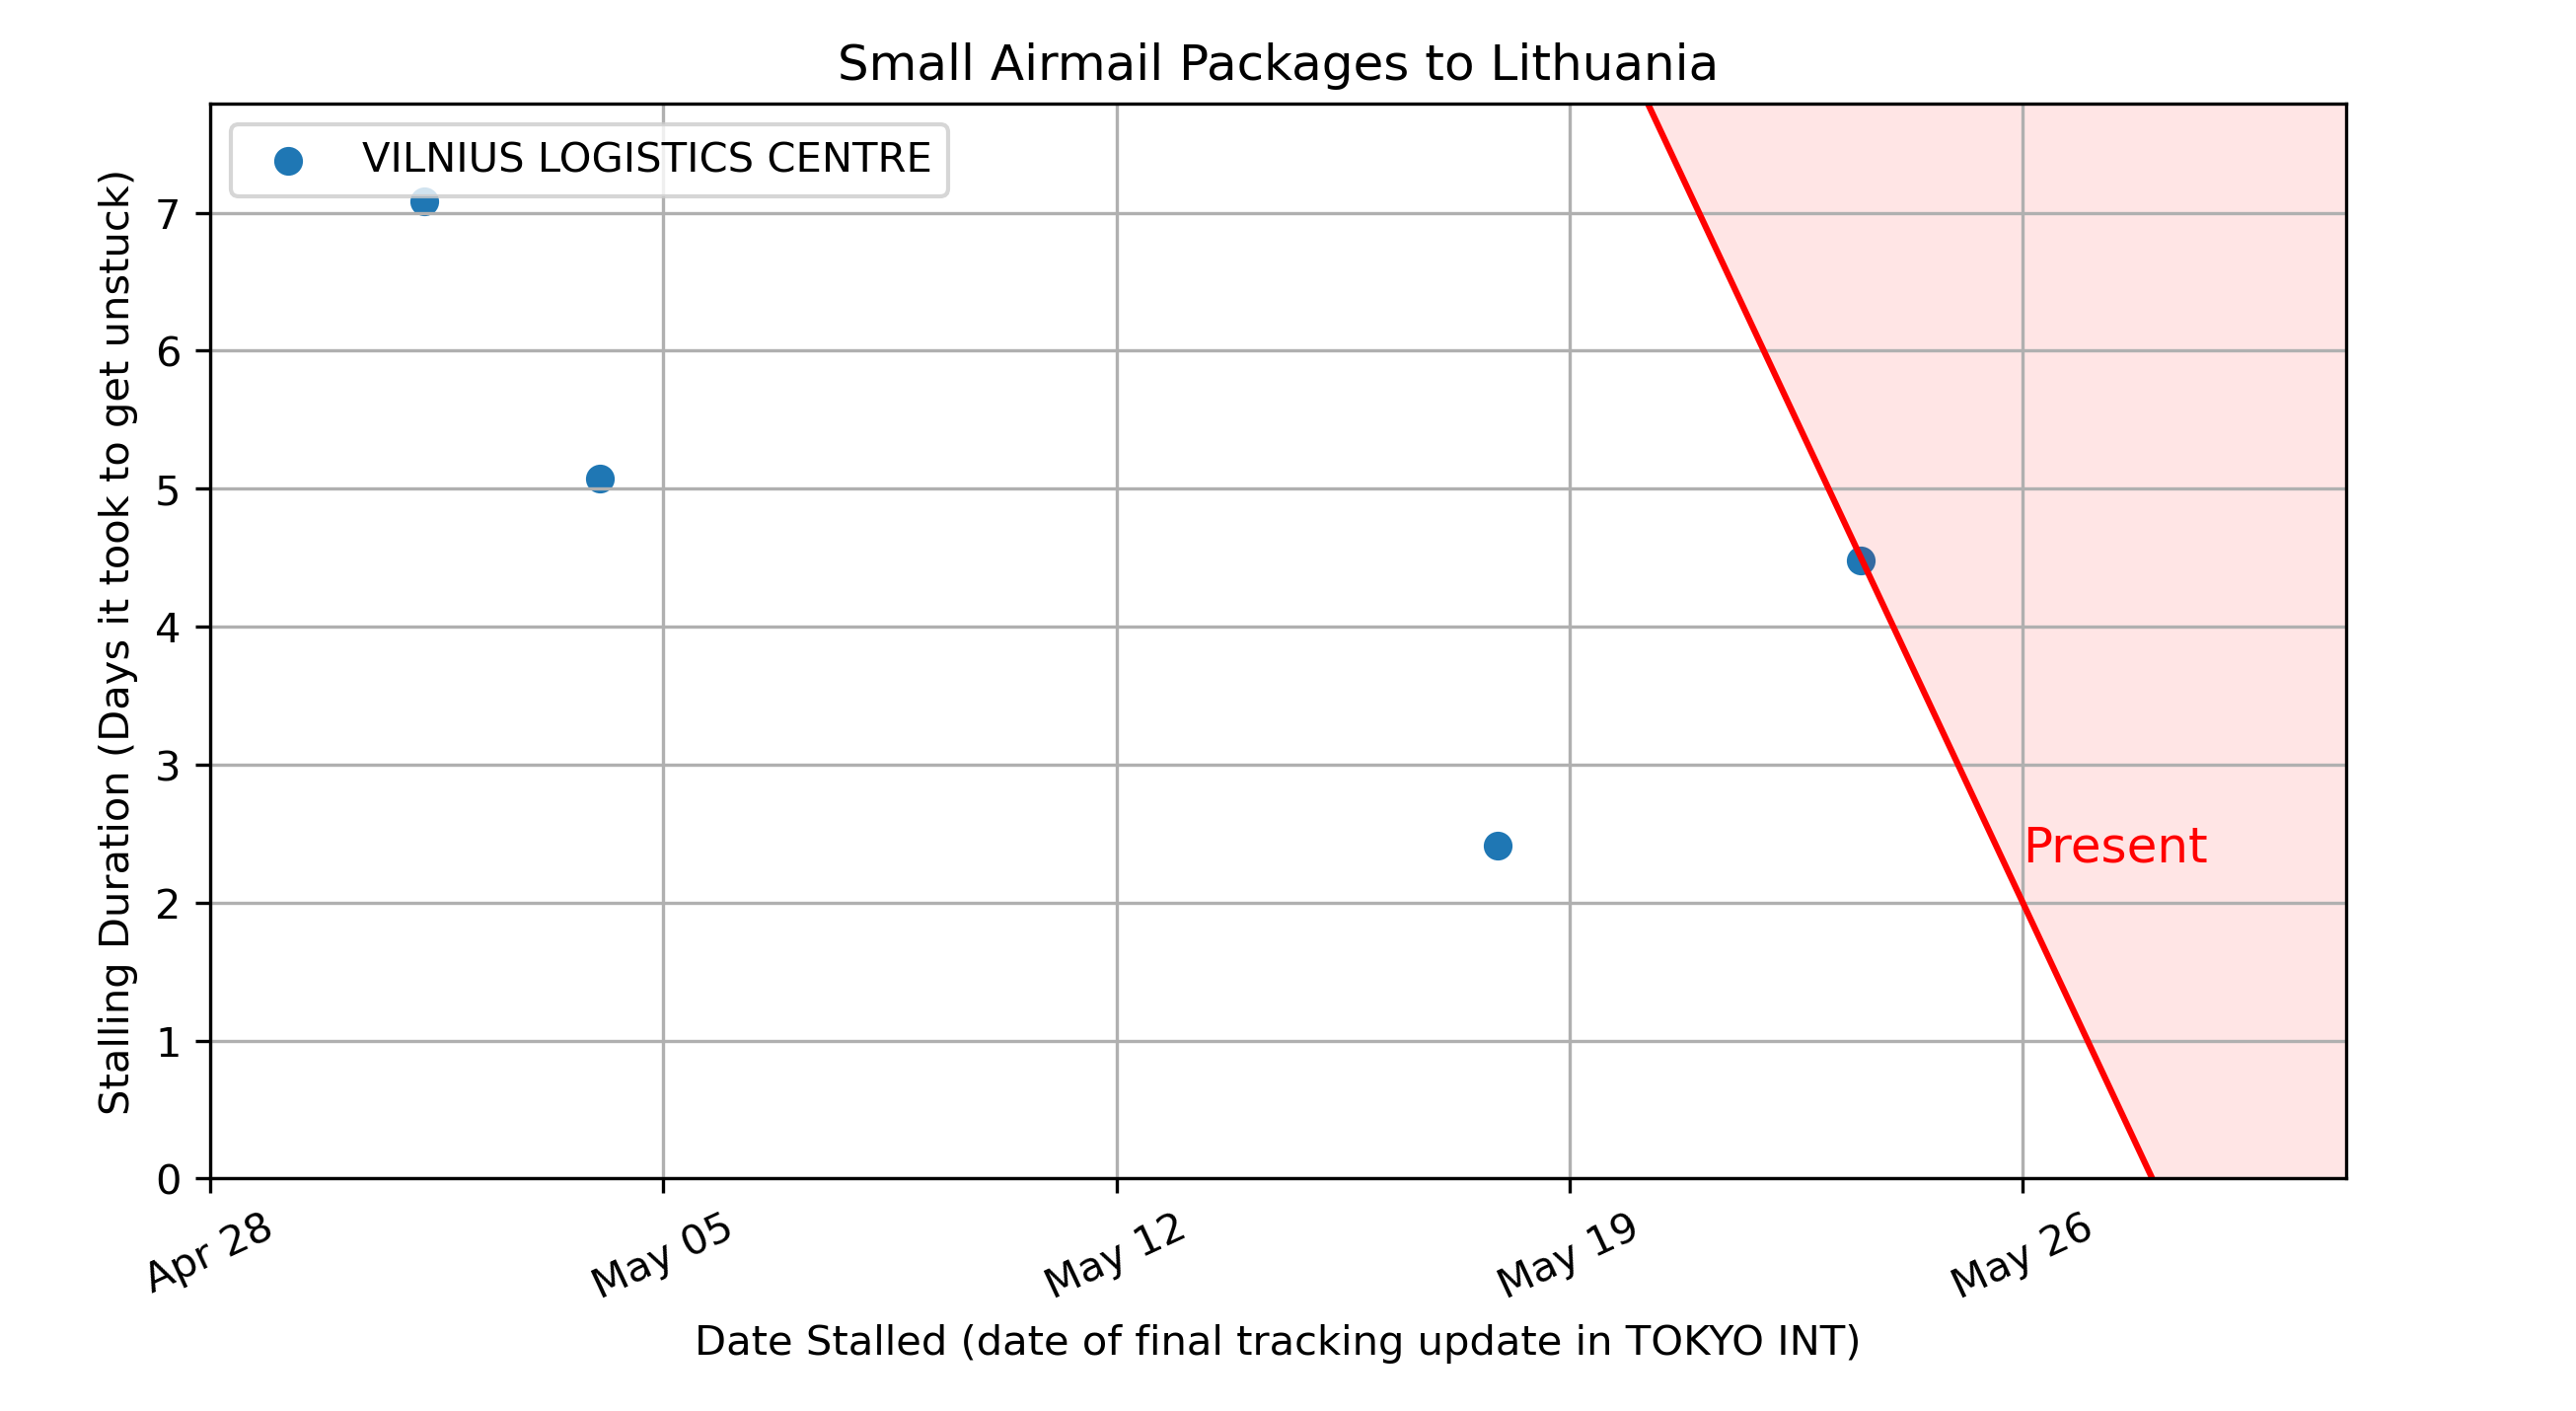 Small Airmail Packages to Lithuania
VILNIUS LOGISTICS CENTRE
Stalling Duration (Days it took to get unstuck)
7
6
5
4
3
2
1
0
Present
Apr 28
May 05
May 12
May 19
May 26
Date Stalled (date of final tracking update in TOKYO INT)